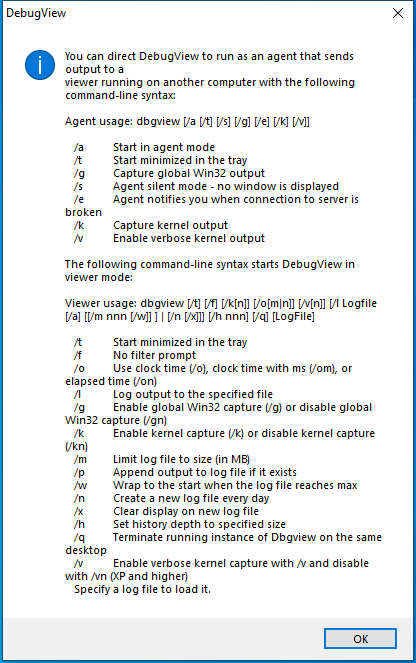 DebugView
You can direct DebugView to run as an agent that sends
output to a
viewer running on another computer with the following
command-line syntax:
Agent usage: dbgview [/a [/t] [/s] [/g] [/e] [/k] [/v]]
/a Start in agent mode
/t Start minimized in the tray
/g Capture global Win32 output
/s Agent silent mode - no window is displayed
/e Agent notifies you when connection to server is
broken
/k Capture kernel output
/v Enable verbose kernel output
The following command-line syntax starts DebugView in
viewer mode:
Viewer usage: dbgview [/t] [/f] [/k[n]] [/o[m|n]] [/v[n]] [/l Logfile
[/a] [[/m nnn [/w]] ] | [/n [/x]]] [/h nnn] [/q] [LogFile]
/t Start minimized in the tray
/f No filter prompt
/o Use clock time (/o), clock time with ms (/om), or
elapsed time (/on)
/l Log output to the specified file
/g Enable global Win32 capture (/g) or disable global
Win32 capture (/gn)
/k Enable kernel capture (/k) or disable kernel capture
(/kn)
/m Limit log file to size (in MB)
/p Append output to log file if it exists
/w Wrap to the start when the log file reaches max
/n Create a new log file every day
/x Clear display on new log file
/h Set history depth to specified size
/q Terminate running instance of Dbgview on the same
desktop
/v Enable verbose kernel capture with /v and disable
with /vn (XP and higher)
Specify a log file to load it.
OK